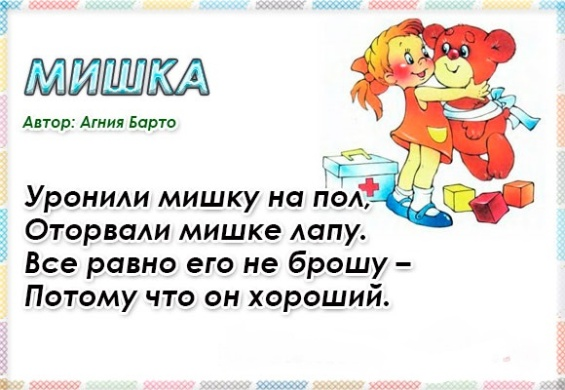 МИШКА
Автор: Агния Барто
Уронили мишку на пол,
Оторвали мишке лапу.
Все равно его не брошу –
Потому что он хороший.